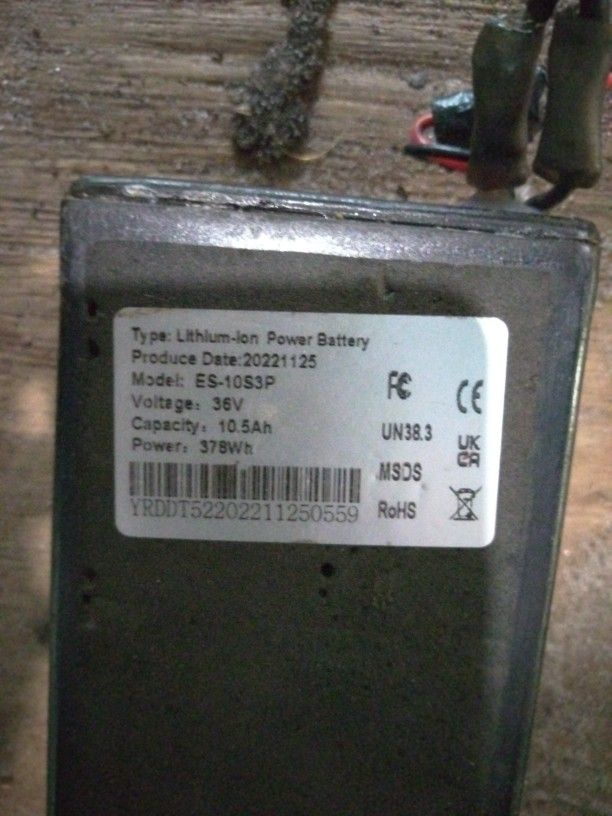 Type: Lithium-ion Power Battery
Produce Date:20221125
Model: ES-10S3P
Voltage: 36V
Capacity: 10.5Ah
Power: 378Wh
YRDDT52202211250559
FC
CE
UN38.3
UK
CA
MSDS
RoHS